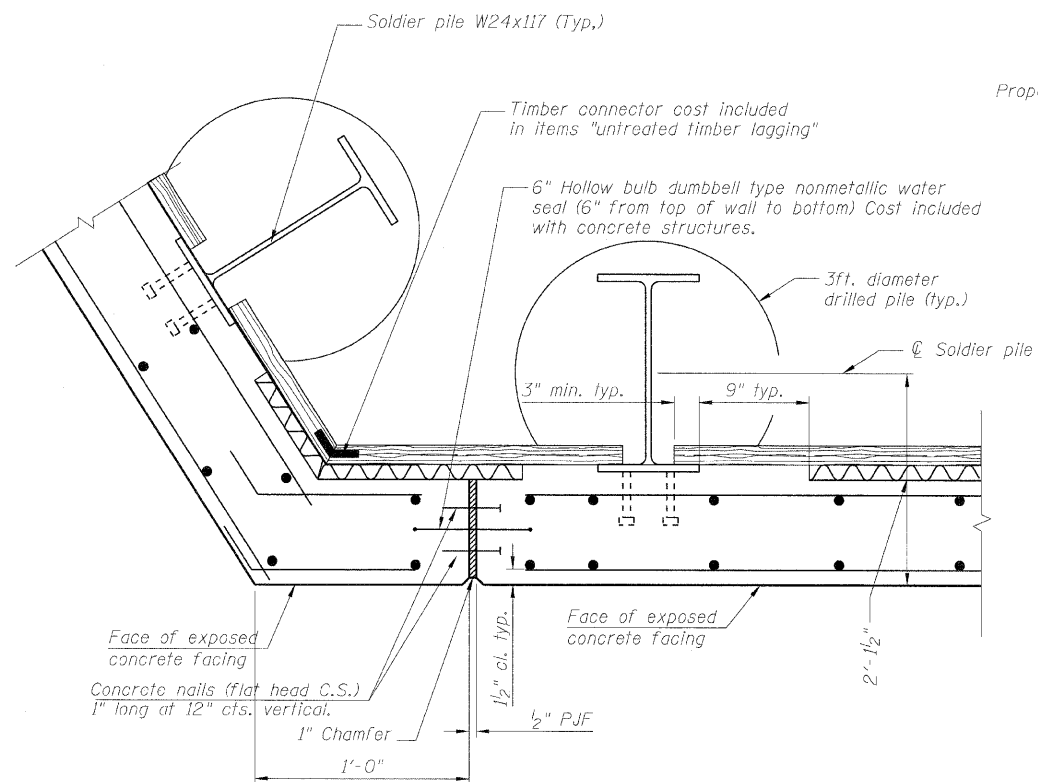 Soldier pile W24x117 (Typ,)
Timber connector cost included
in items "untreated timber lagging"
6" Hollow bulb dumbbell type nonmetallic water
seal (6" from top of wall to bottom) Cost included
with concrete structures.
Prop
3ft. diameter
drilled pile (typ.)
℄ Soldier pile
3" min. typ.
9" typ.
Face of exposed
concrete facing
Face of exposed
concrete facing
Concrete nails (flat head C.S.)
1" long at 12" cts. vertical.
1" Chamfer
1½" cl. typ.
½" PJF
2'-1½"
1'-0"